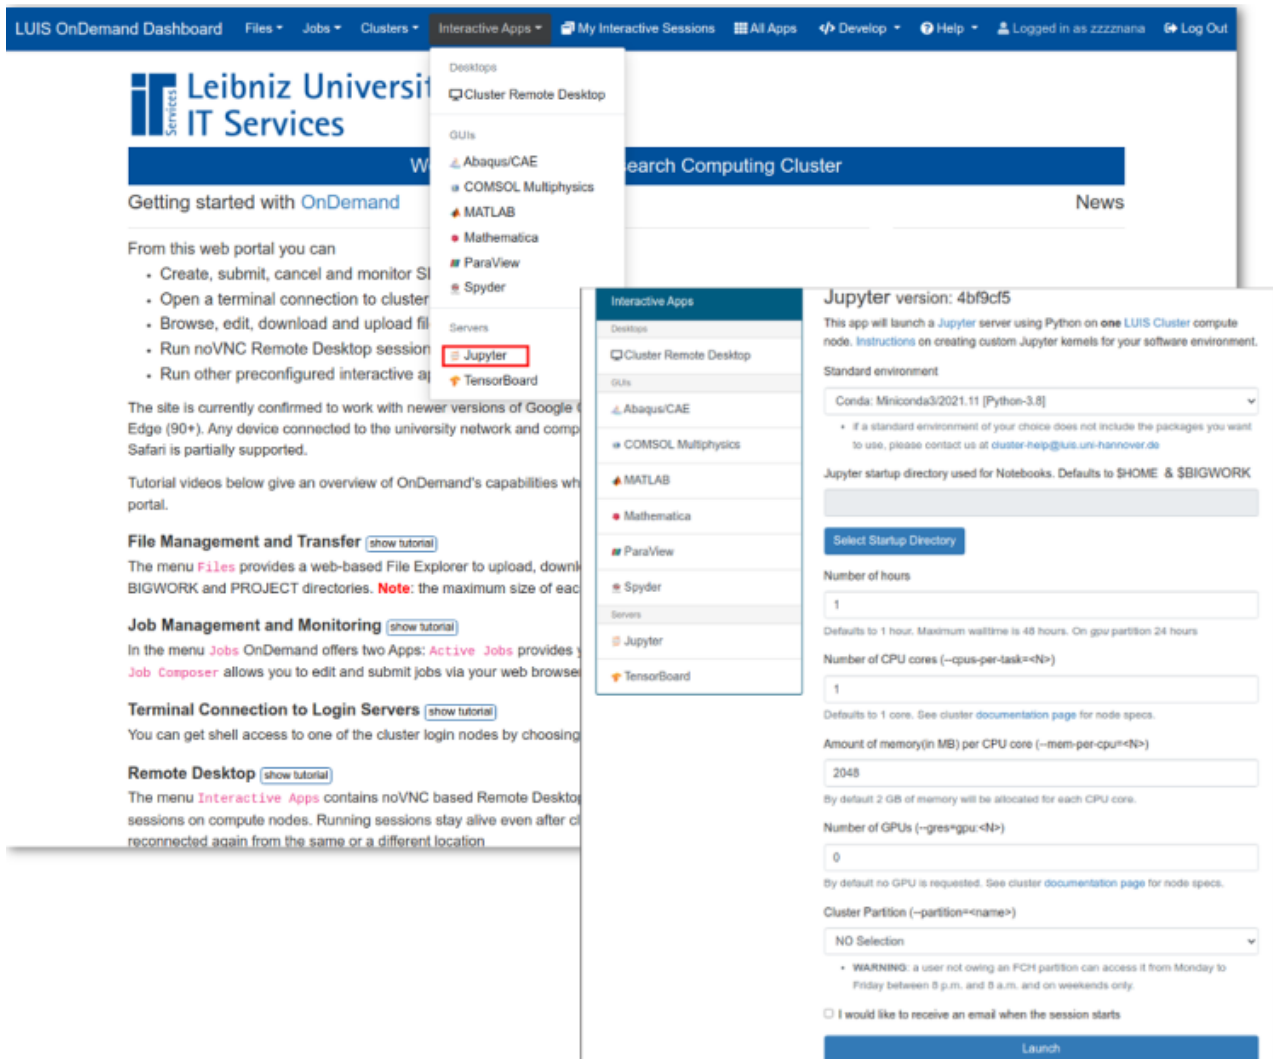 LUIS OnDemand Dashboard Files Jobs Clusters Interactive Apps My Interactive Sessions All Apps Develop Help Logged in as zzzznana Log Out
Leibniz Universit
IT Services
Services
W
earch Computing Cluster
Getting started with OnDemand
News
From this web portal you can
• Create, submit, cancel and monitor Sl
• Open a terminal connection to cluster
• Browse, edit, download and upload fil
• Run noVNC Remote Desktop session
• Run other preconfigured interactive a
The site is currently confirmed to work with newer versions of Google
Edge (90+). Any device connected to the university network and comp
Safari is partially supported.
Tutorial videos below give an overview of OnDemand's capabilities wh
portal.
File Management and Transfer show tutorial
The menu Files provides a web-based File Explorer to upload, downl
BIGWORK and PROJECT directories. Note: the maximum size of eac
Job Management and Monitoring show tutorial
In the menu Jobs OnDemand offers two Apps: Active Jobs provides
Job Composer allows you to edit and submit jobs via your web browse
Terminal Connection to Login Servers show tutorial
You can get shell access to one of the cluster login nodes by choosing
Remote Desktop show tutorial
The menu Interactive Apps contains noVNC based Remote Desktop
sessions on compute nodes. Running sessions stay alive even after cl
reconnected again from the same or a different location
Desktops
Cluster Remote Desktop
GUIs
Abaqus/CAE
COMSOL Multiphysics
MATLAB
Mathematica
ParaView
Spyder
Servers
Jupyter
TensorBoard
Interactive Apps
Desktops
Cluster Remote Desktop
GUIs
Abaqus/CAE
COMSOL Multiphysics
MATLAB
Mathematica
ParaView
Spyder
Servers
Jupyter
TensorBoard
Jupyter version: 4bf9cf5
This app will launch a Jupyter server using Python on one LUIS Cluster compute
node. Instructions on creating custom Jupyter kernels for your software environment.
Standard environment
Conda: Miniconda3/2021.11 [Python-3.8]
• If a standard environment of your choice does not include the packages you want
to use, please contact us at cluster-help@luis.uni-hannover.de
Jupyter startup directory used for Notebooks. Defaults to $HOME & $BIGWORK
Select Startup Directory
Number of hours
1
Defaults to 1 hour. Maximum walltime is 48 hours. On gpu partition 24 hours
Number of CPU cores (--cpus-per-task=<N>)
1
Defaults to 1 core. See cluster documentation page for node specs.
Amount of memory(in MB) per CPU core (--mem-per-cpu=<N>)
2048
By default 2 GB of memory will be allocated for each CPU core.
Number of GPUs (--gres=gpu:<N>)
0
By default no GPU is requested. See cluster documentation page for node specs.
Cluster Partition (--partition=<name>)
NO Selection
• WARNING: a user not owing an FCH partition can access it from Monday to
Friday between 8 p.m. and 8 a.m. and on weekends only.
I would like to receive an email when the session starts
Launch